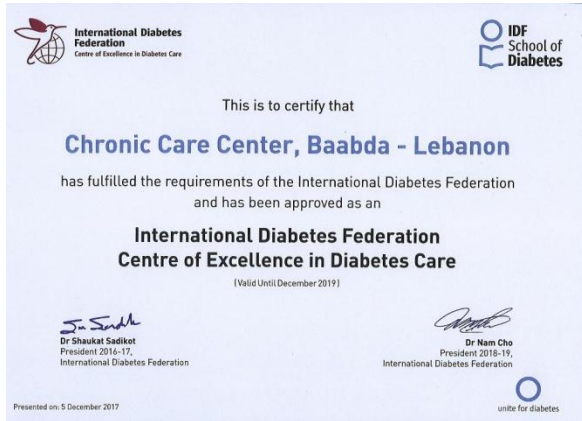 International Diabetes
Federation
Centre of Excellence in Diabetes Care
IDF
School of
Diabetes
This is to certify that
Chronic Care Center, Baabda - Lebanon
has fulfilled the requirements of the International Diabetes Federation
and has been approved as an
International Diabetes Federation
Centre of Excellence in Diabetes Care
(Valid Until December 2019)
Dr Shaukat Sadikot
President 2016-17,
International Diabetes Federation
Dr Nam Cho
President 2018-19,
International Diabetes Federation
Presented on: 5 December 2017
unite for diabetes